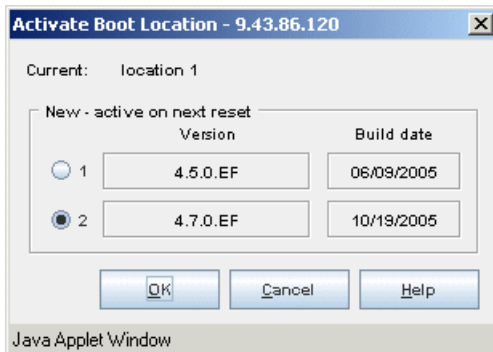 Activate Boot Location - 9.43.86.120
Current: location 1
New - active on next reset
Version Build date
1 4.5.0.EF 06/09/2005
2 4.7.0.EF 10/19/2005
OK Cancel Help
Java Applet Window